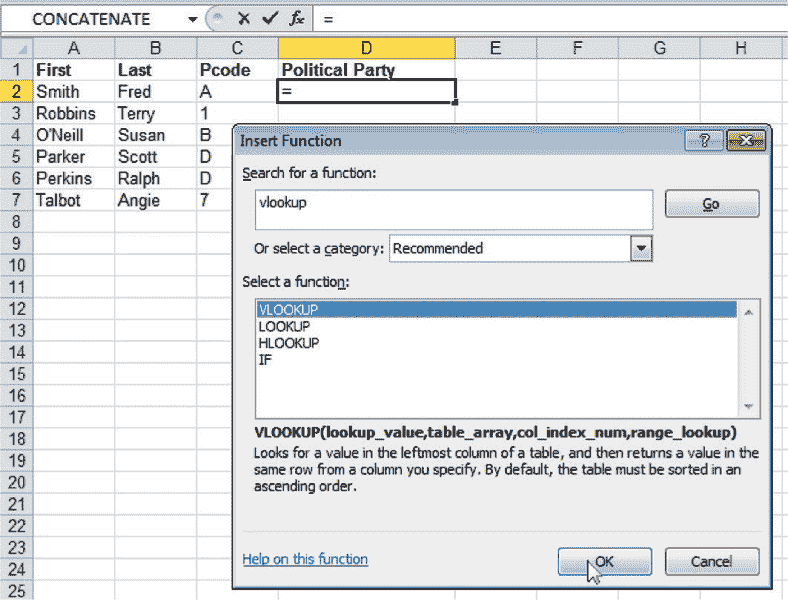 CONCATENATE fx =
A B C D E F G H
1 First Last Pcode Political Party
2 Smith Fred A =
3 Robbins Terry 1
4 O'Neill Susan B
5 Parker Scott D
6 Perkins Ralph D
7 Talbot Angie 7
8
9
10
11
12
13
14
15
16
17
18
19
20
21
22
23
24
25
Insert Function ?
Search for a function:
vlookup
Go
Or select a category: Recommended
Select a function:
VLOOKUP
LOOKUP
HLOOKUP
IF
VLOOKUP(lookup_value,table_array,col_index_num,range_lookup)
Looks for a value in the leftmost column of a table, and then returns a value in the
same row from a column you specify. By default, the table must be sorted in an
ascending order.
Help on this function
OK Cancel